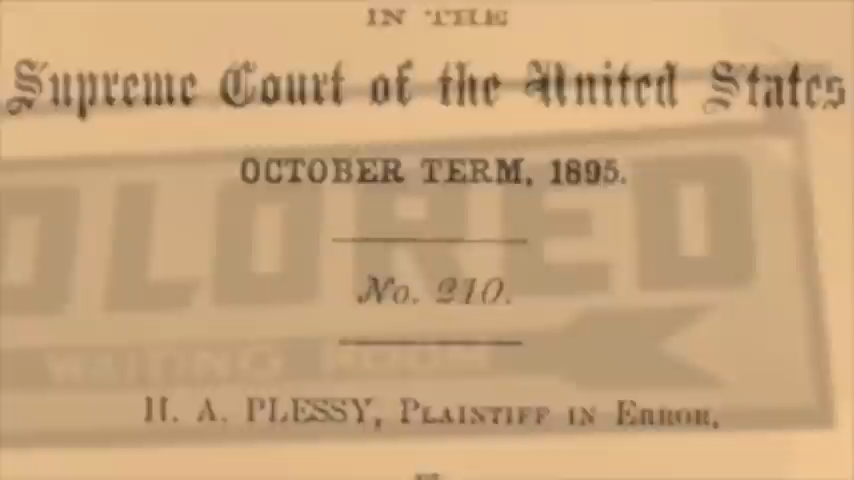 IN THE
Supreme Court of the United States
OCTOBER TERM, 1895.
OLORED
No. 210.
WAITING ROOM
H. A. PLESSY, PLAINTIFF IN ERROR,